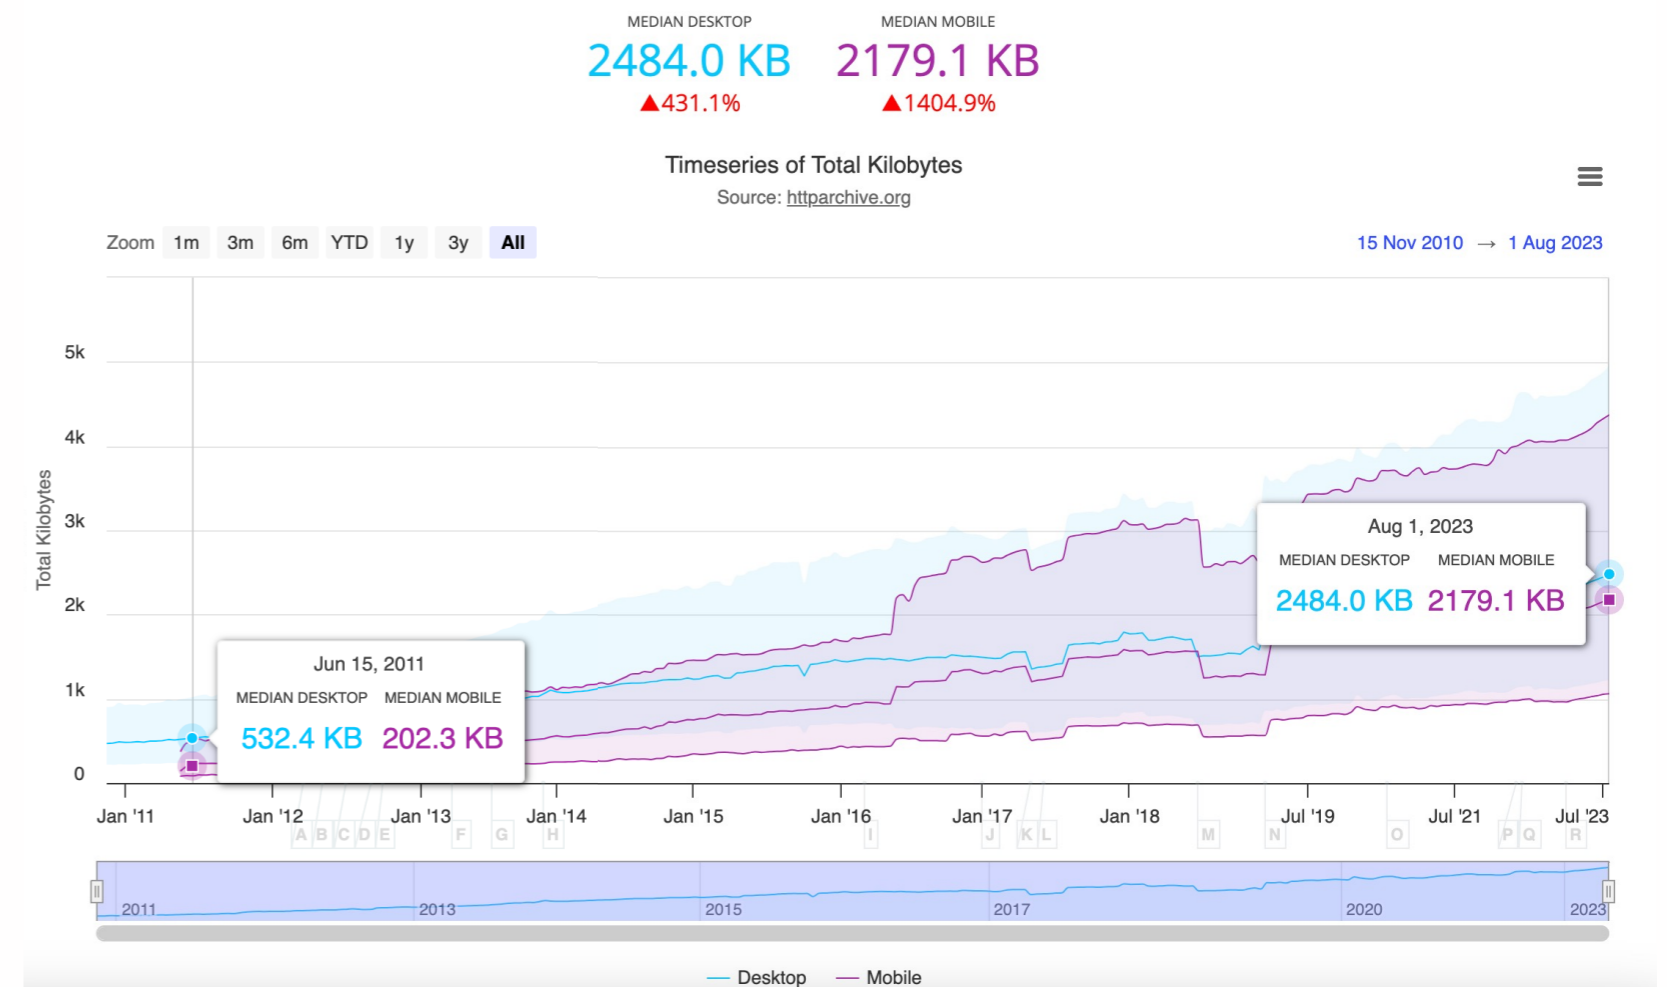 MEDIAN DESKTOP MEDIAN MOBILE
2484.0 KB 2179.1 KB
▲431.1% ▲1404.9%
Timeseries of Total Kilobytes
Source: httparchive.org
Zoom 1m 3m 6m YTD 1y 3y All 15 Nov 2010 → 1 Aug 2023
Total Kilobytes
5k
4k
3k
2k
1k
0
Aug 1, 2023
MEDIAN DESKTOP MEDIAN MOBILE
2484.0 KB 2179.1 KB
Jun 15, 2011
MEDIAN DESKTOP MEDIAN MOBILE
532.4 KB 202.3 KB
Jan '11 Jan '12 Jan '13 Jan '14 Jan '15 Jan '16 Jan '17 Jan '18 Jul '19 Jul '21 Jul '23
A B C D E F G H I J K L M N O P Q R
2011 2013 2015 2017 2020 2023
Desktop Mobile